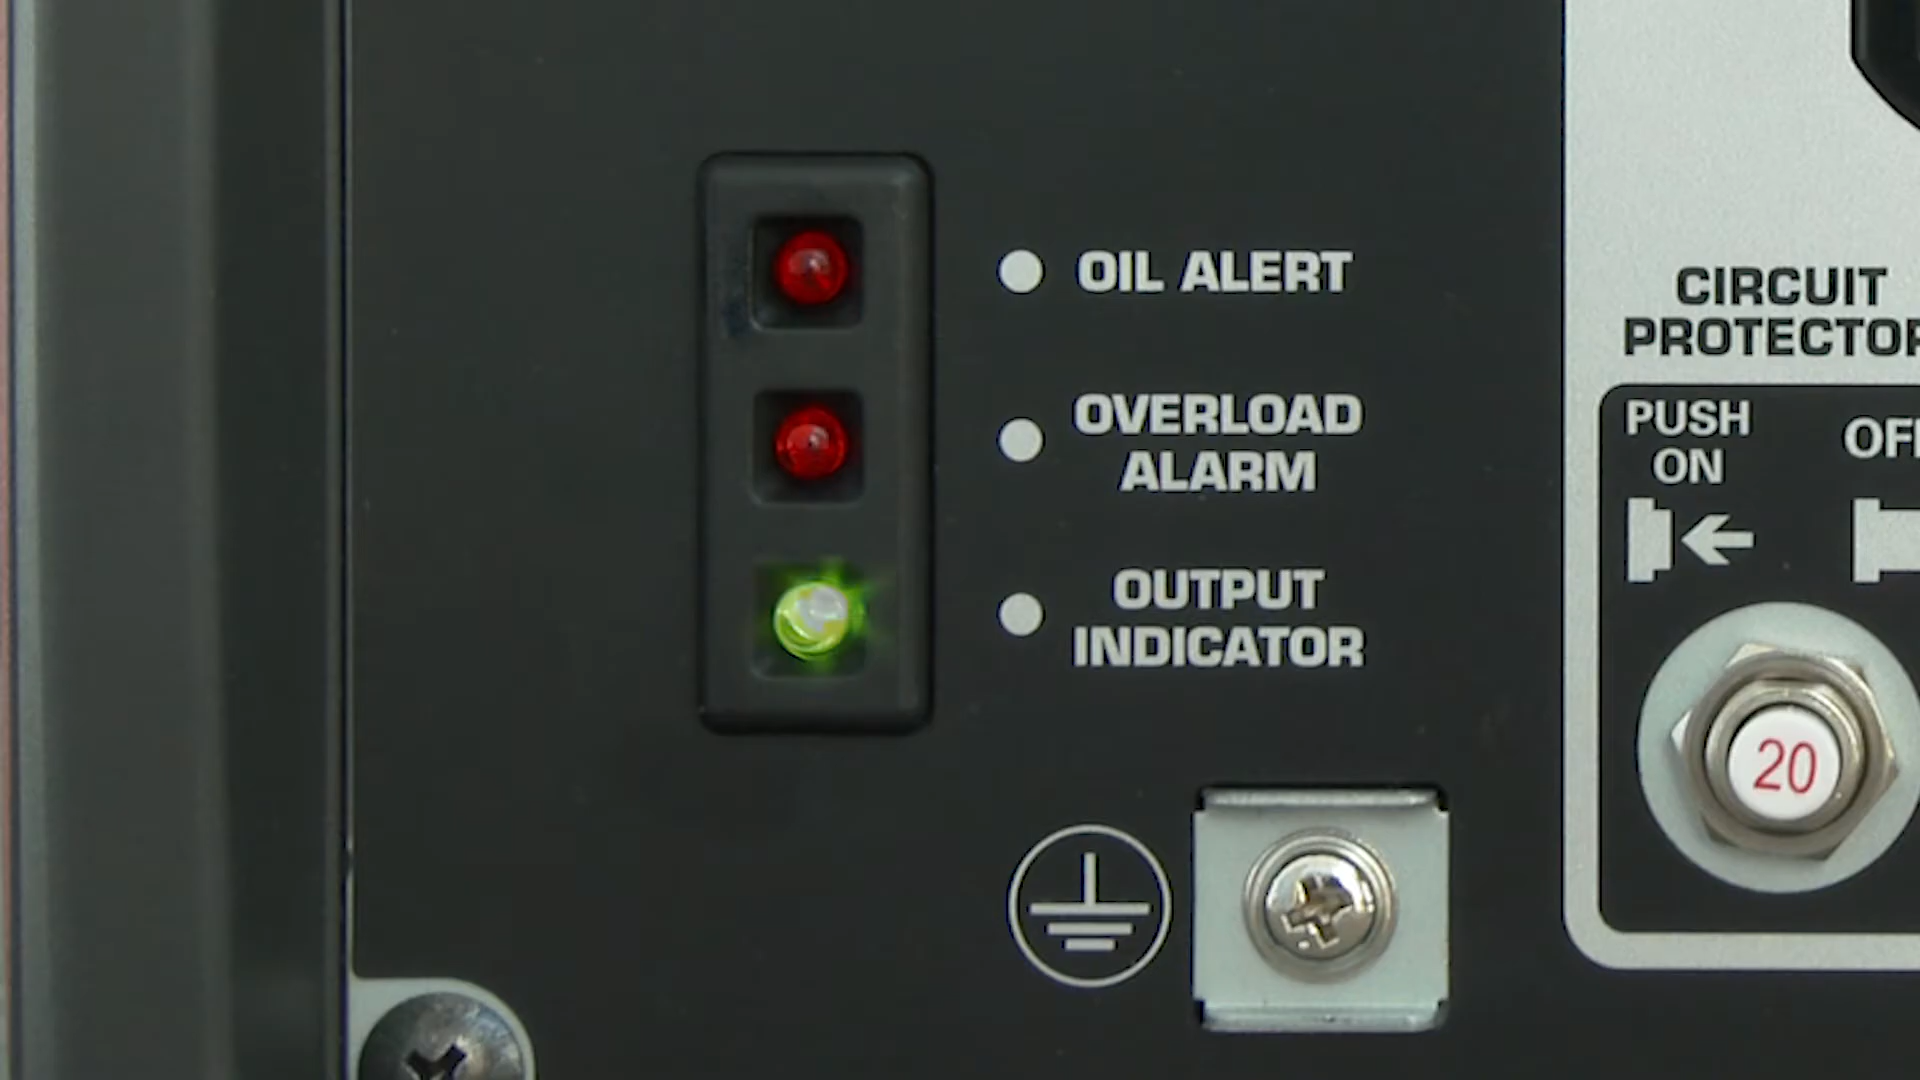 OIL ALERT
OVERLOAD
ALARM
OUTPUT
INDICATOR
CIRCUIT
PROTECTOR
PUSH
ON
OFF
20